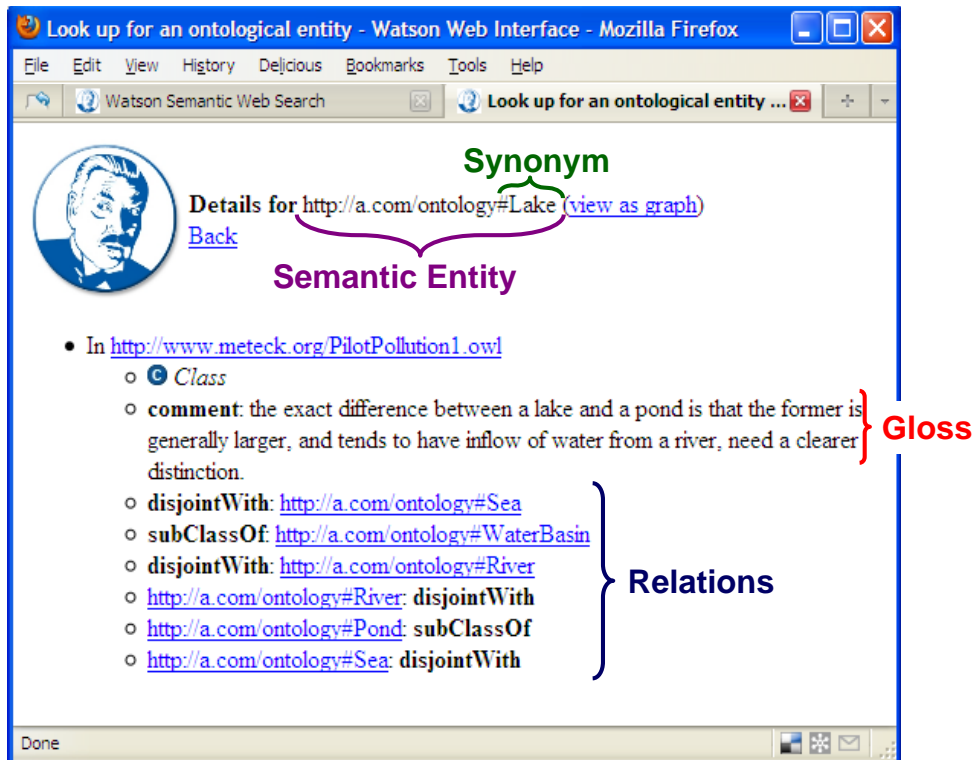 Look up for an ontological entity - Watson Web Interface - Mozilla Firefox
File Edit View History Delicious Bookmarks Tools Help
Watson Semantic Web Search
Look up for an ontological entity ...
Synonym
Details for http://a.com/ontology#Lake (view as graph)
Back
Semantic Entity
In http://www.meteck.org/PilotPollution1.owl
C Class
comment: the exact difference between a lake and a pond is that the former is
generally larger, and tends to have inflow of water from a river, need a clearer
distinction.
Gloss
disjointWith: http://a.com/ontology#Sea
subClassOf: http://a.com/ontology#WaterBasin
disjointWith: http://a.com/ontology#River
http://a.com/ontology#River: disjointWith
http://a.com/ontology#Pond: subClassOf
http://a.com/ontology#Sea: disjointWith
Relations
Done